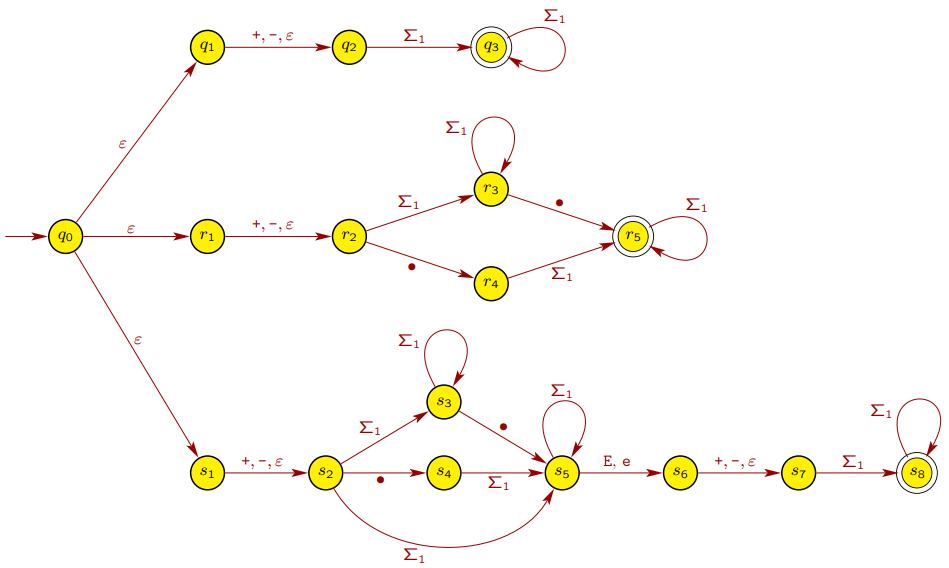 Σ₁
q₁ +, -, ε q₂ Σ₁ q₃
ε
Σ₁
r₃
Σ₁ •
Σ₁
q₀ ε r₁ +, -, ε r₂ r₅
• r₄ Σ₁
ε
Σ₁
s₃
Σ₁ • Σ₁ Σ₁
s₁ +, -, ε s₂ • s₄ Σ₁ s₅ E, e s₆ +, -, ε s₇ Σ₁ s₈
Σ₁